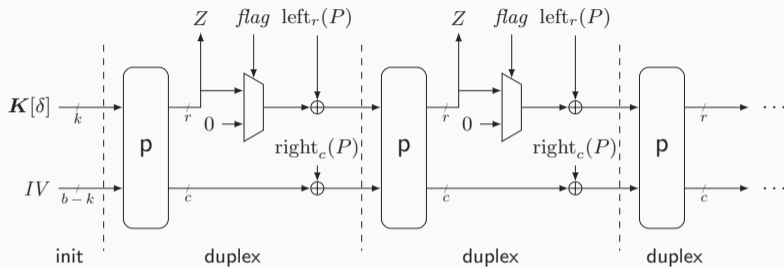 Z flag left_r(P) Z flag left_r(P)
K[δ] k p r r p r
0 right_c(P) 0 right_c(P)
IV b − k c c c
init duplex duplex duplex
p
⋯
⋯